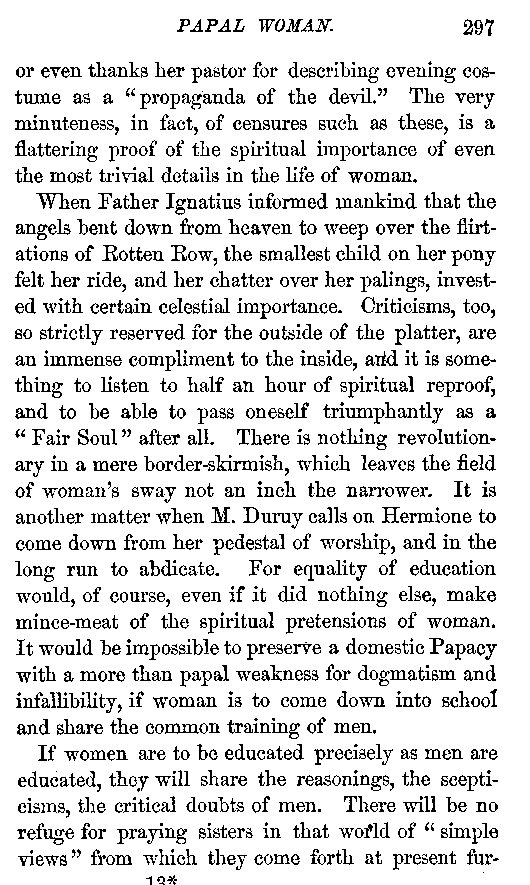 PAPAL WOMAN. 297
or even thanks her pastor for describing evening cos-
tume as a “propaganda of the devil.” The very
minuteness, in fact, of censures such as these, is a
flattering proof of the spiritual importance of even
the most trivial details in the life of woman.
When Father Ignatius informed mankind that the
angels bent down from heaven to weep over the flirt-
ations of Rotten Row, the smallest child on her pony
felt her ride, and her chatter over her palings, invest-
ed with certain celestial importance. Criticisms, too,
so strictly reserved for the outside of the platter, are
an immense compliment to the inside, and it is some-
thing to listen to half an hour of spiritual reproof,
and to be able to pass oneself triumphantly as a
“Fair Soul” after all. There is nothing revolution-
ary in a mere border-skirmish, which leaves the field
of woman's sway not an inch the narrower. It is
another matter when M. Duruy calls on Hermione to
come down from her pedestal of worship, and in the
long run to abdicate. For equality of education
would, of course, even if it did nothing else, make
mince-meat of the spiritual pretensions of woman.
It would be impossible to preserve a domestic Papacy
with a more than papal weakness for dogmatism and
infallibility, if woman is to come down into school
and share the common training of men.
If women are to be educated precisely as men are
educated, they will share the reasonings, the scepti-
cisms, the critical doubts of men. There will be no
refuge for praying sisters in that world of “simple
views” from which they come forth at present fur-